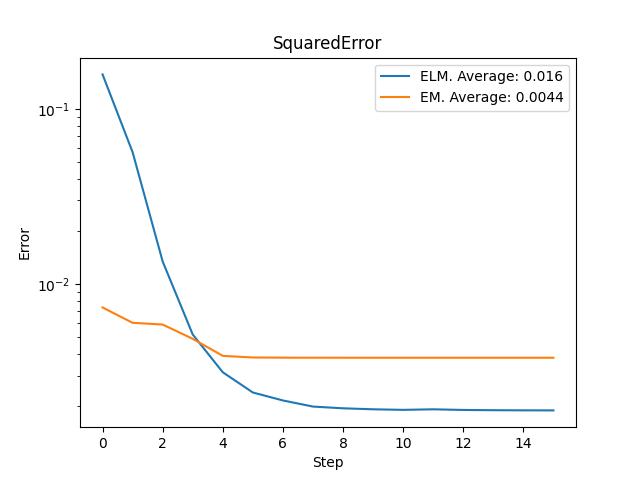 SquaredError
ELM. Average: 0.016
EM. Average: 0.0044
Error
10⁻¹
10⁻²
0 2 4 6 8 10 12 14
Step